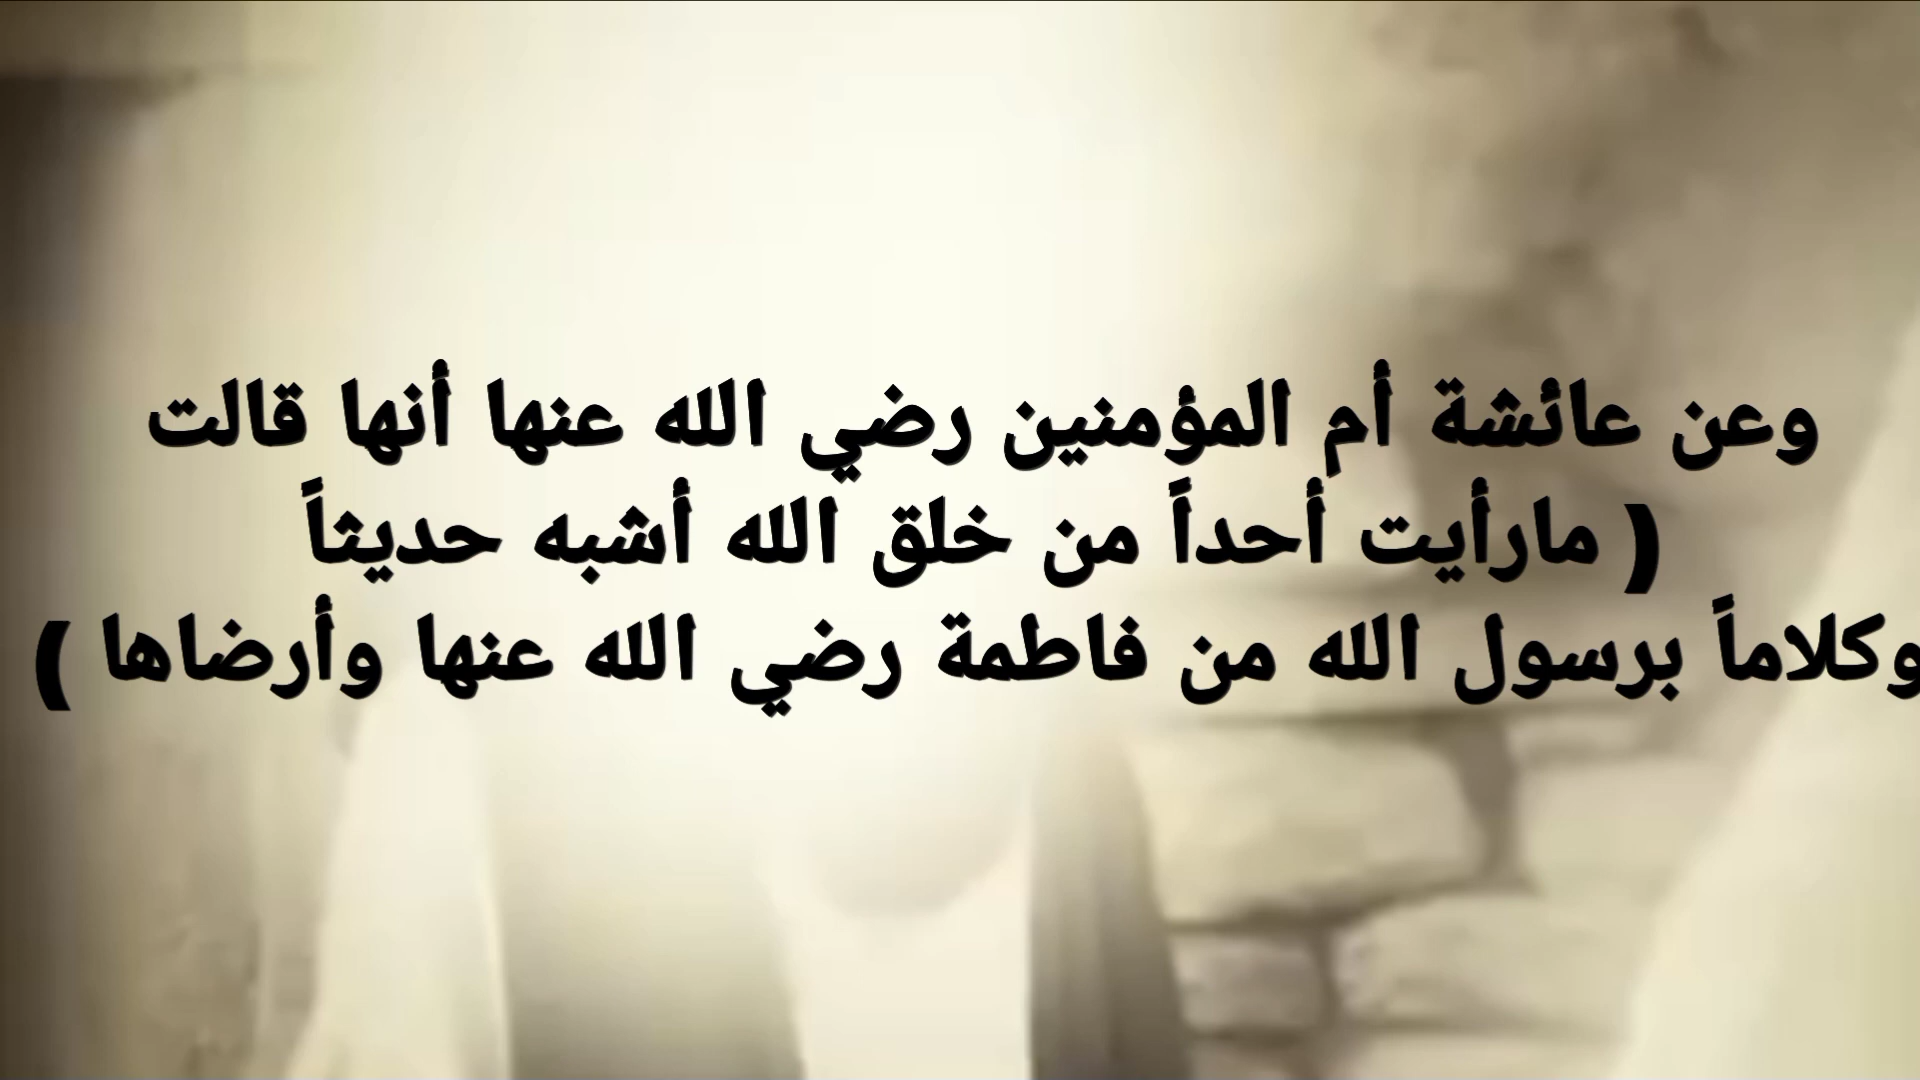 وعن عائشة أم المؤمنين رضي الله عنها أنها قالت
( مارأيت أحداً من خلق الله أشبه حديثاً
وكلاماً برسول الله من فاطمة رضي الله عنها وأرضاها )